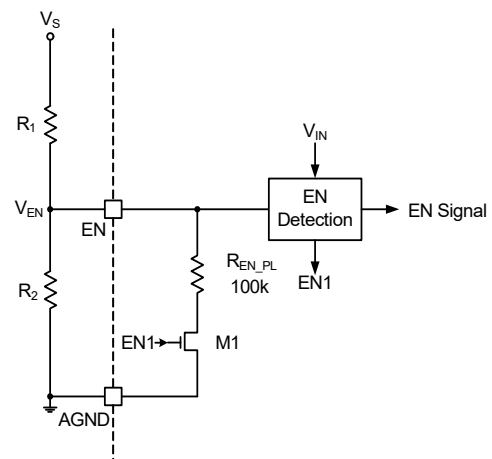 VS
R1
VIN
VEN
EN
EN
Detection
EN Signal
R2
REN_PL
100k
EN1
EN1
M1
AGND